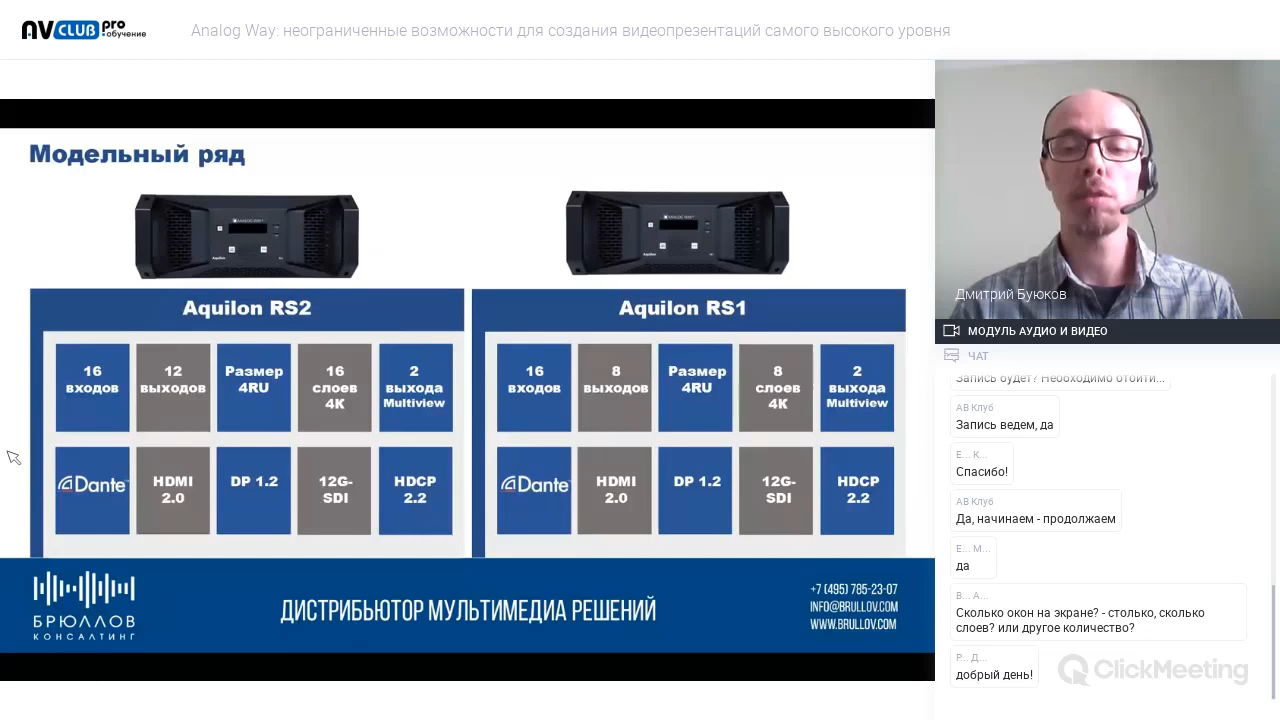 AVCLUB pro
обучение
Analog Way: неограниченные возможности для создания видеопрезентаций самого высокого уровня
Модельный ряд
Aquilon RS2
16 входов
12 выходов
Размер 4RU
16 слоев 4K
2 выхода Multiview
Dante
HDMI 2.0
DP 1.2
12G-SDI
HDCP 2.2
Aquilon RS1
16 входов
8 выходов
Размер 4RU
8 слоев 4K
2 выхода Multiview
Dante
HDMI 2.0
DP 1.2
12G-SDI
HDCP 2.2
БРЮЛЛОВ
КОНСАЛТИНГ
ДИСТРИБЬЮТОР МУЛЬТИМЕДИА РЕШЕНИЙ
+7 (495) 785-23-07
INFO@BRULLOV.COM
WWW.BRULLOV.COM
Дмитрий Буюков
МОДУЛЬ АУДИО И ВИДЕО
ЧАТ
Запись будет? Необходимо отойти...
АВ Клуб
Запись ведем, да
Е... К...
Спасибо!
АВ Клуб
Да, начинаем - продолжаем
Е... М...
да
В... А...
Сколько окон на экране? - столько, сколько
слоев? или другое количество?
Р... Д...
добрый день!
ClickMeeting